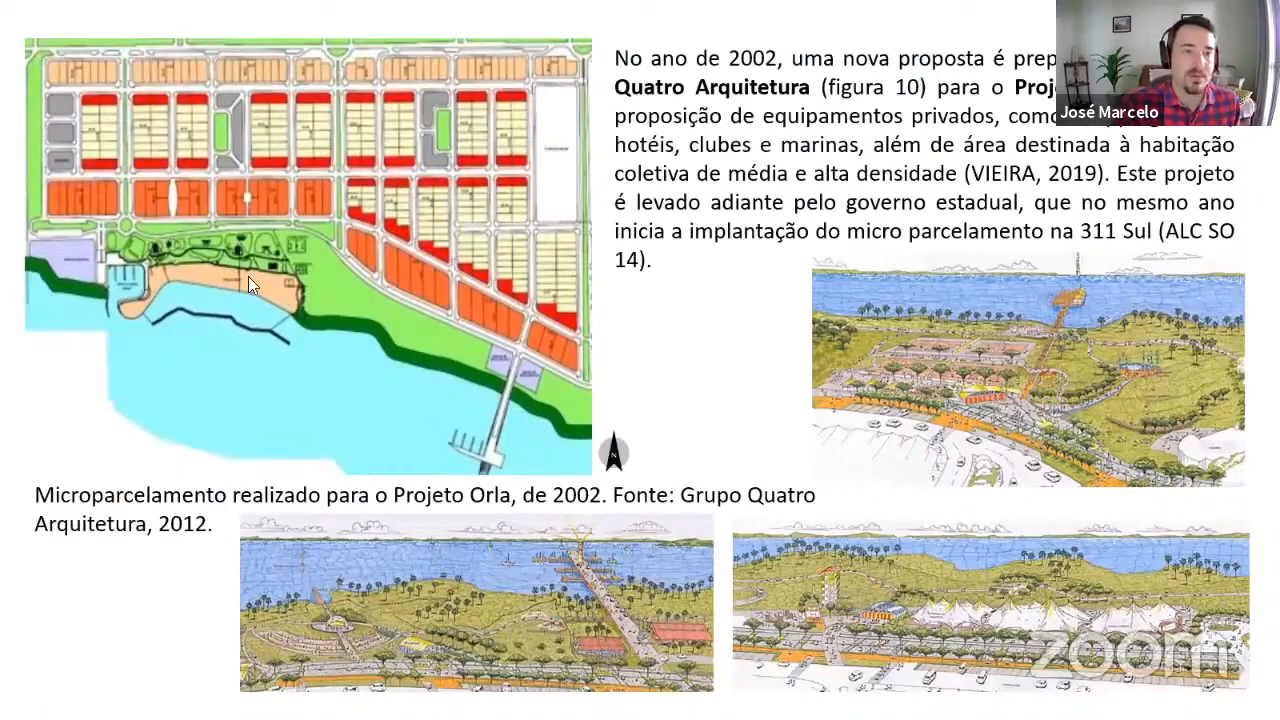 No ano de 2002, uma nova proposta é prep
Quatro Arquitetura (figura 10) para o Proj
José Marcelo
proposição de equipamentos privados, como
hotéis, clubes e marinas, além de área destinada à habitação
coletiva de média e alta densidade (VIEIRA, 2019). Este projeto
é levado adiante pelo governo estadual, que no mesmo ano
inicia a implantação do micro parcelamento na 311 Sul (ALC SO
14).
N
Microparcelamento realizado para o Projeto Orla, de 2002. Fonte: Grupo Quatro
Arquitetura, 2012.
zoom